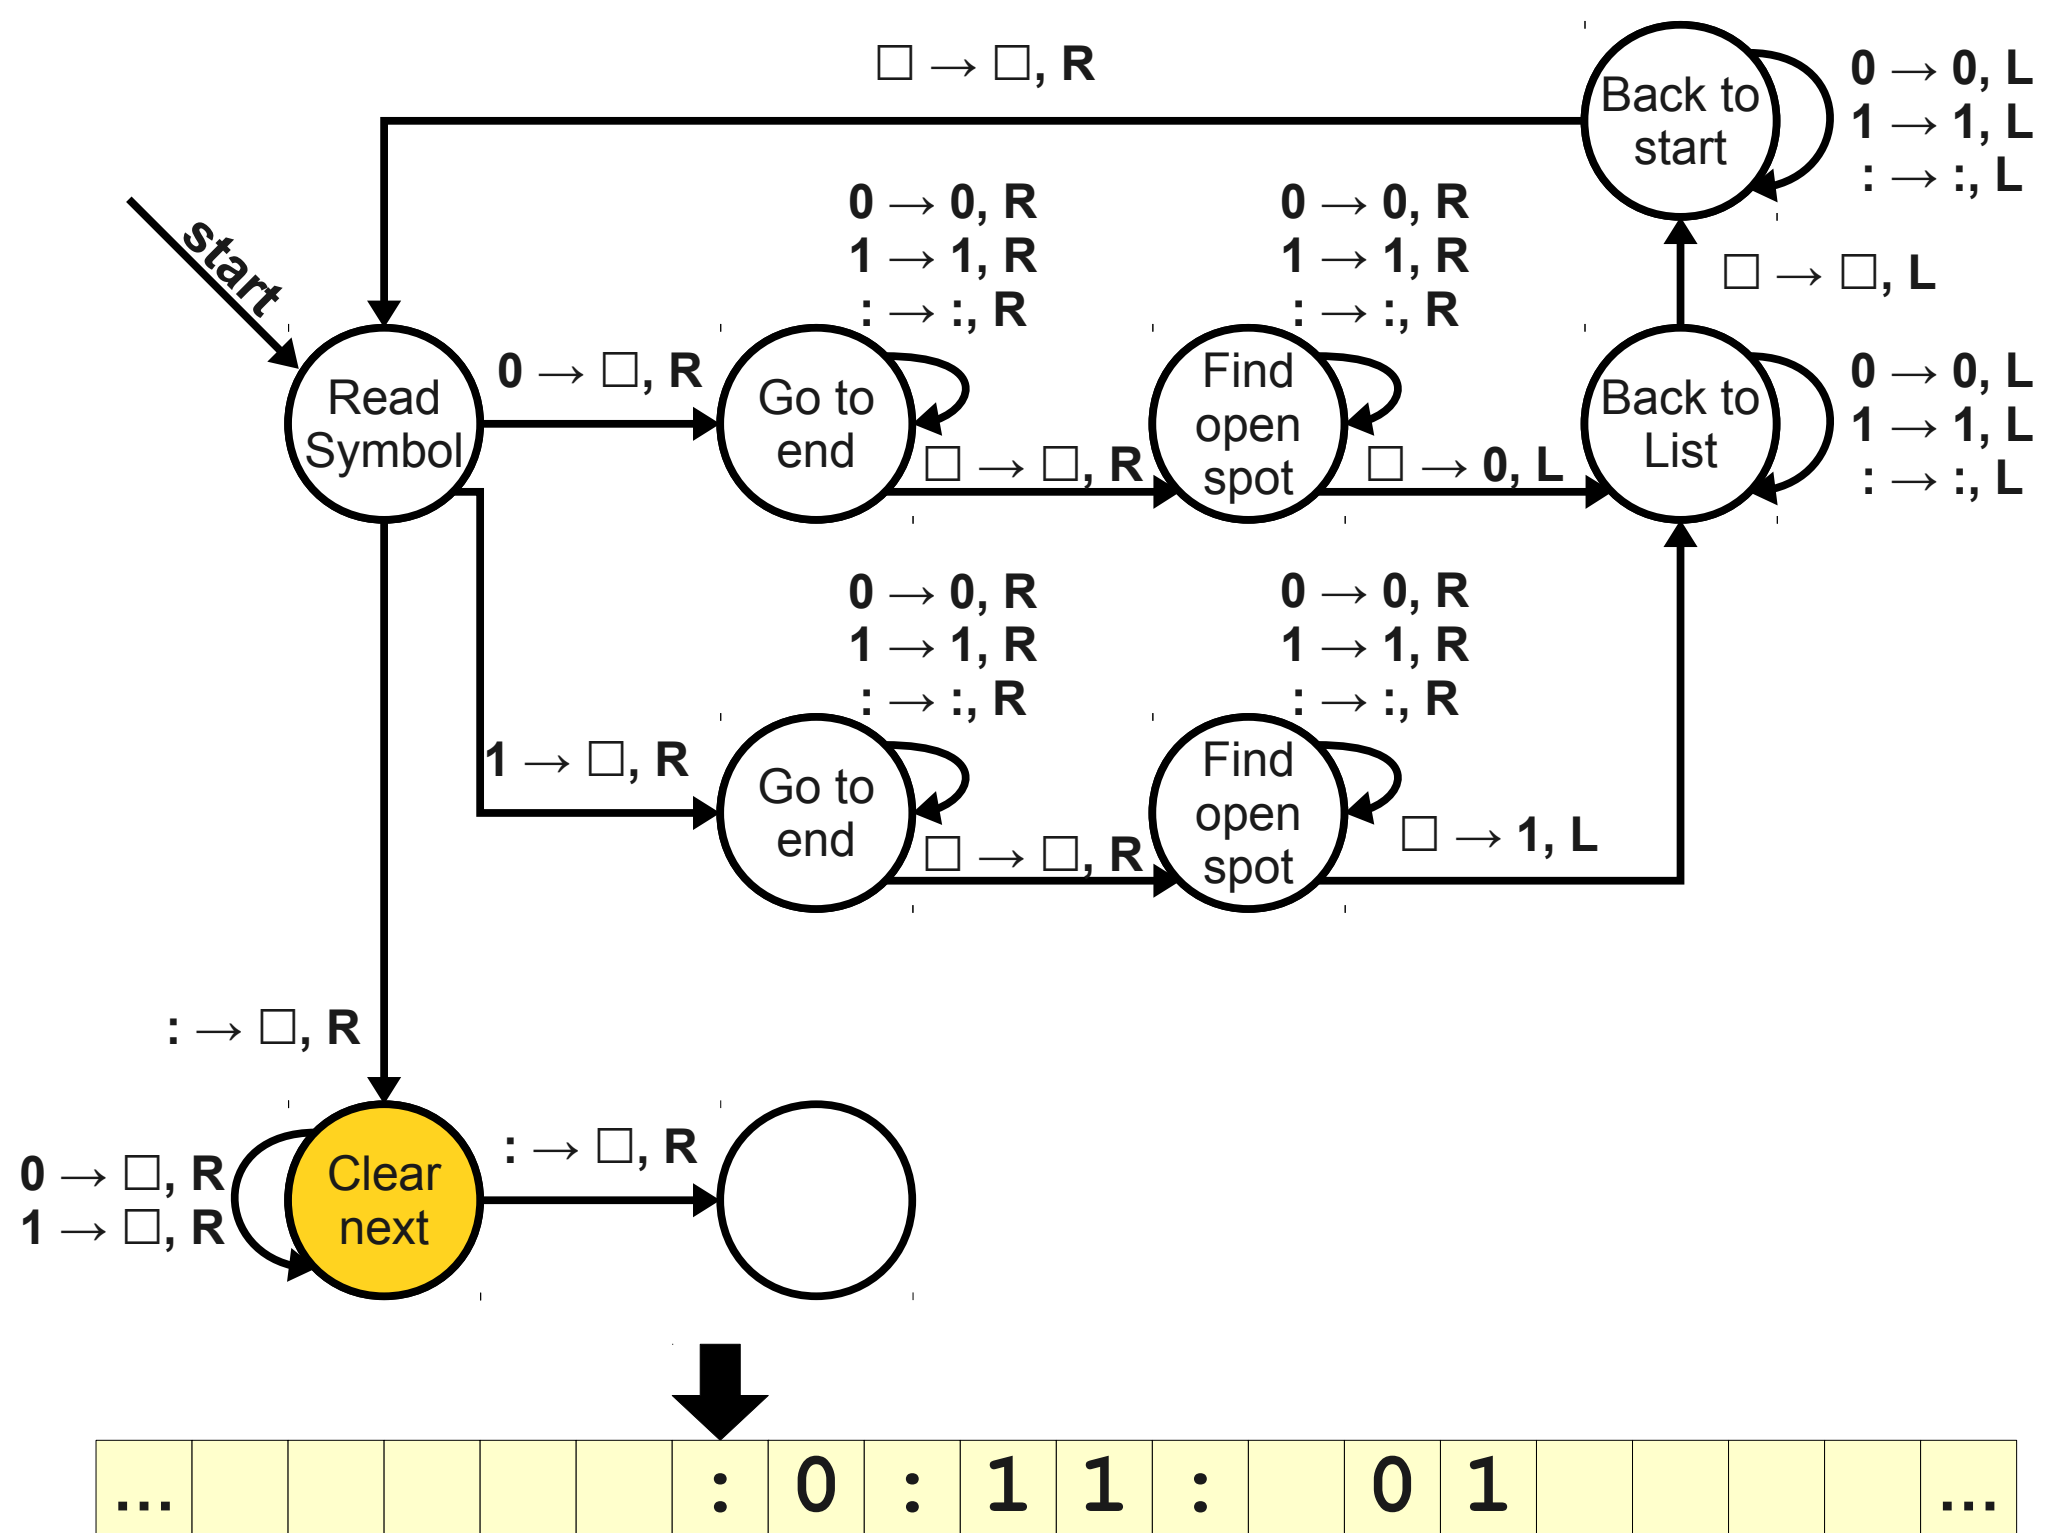 □ → □, R
Back to
start
0 → 0, L
1 → 1, L
: → :, L
start
0 → 0, R
1 → 1, R
: → :, R
0 → 0, R
1 → 1, R
: → :, R
□ → □, L
Read
Symbol
0 → □, R
Go to
end
□ → □, R
Find
open
spot
□ → 0, L
Back to
List
0 → 0, L
1 → 1, L
: → :, L
0 → 0, R
1 → 1, R
: → :, R
0 → 0, R
1 → 1, R
: → :, R
1 → □, R
Go to
end
□ → □, R
Find
open
spot
□ → 1, L
: → □, R
0 → □, R
1 → □, R
Clear
next
: → □, R
... : 0 : 1 1 : 0 1 ...